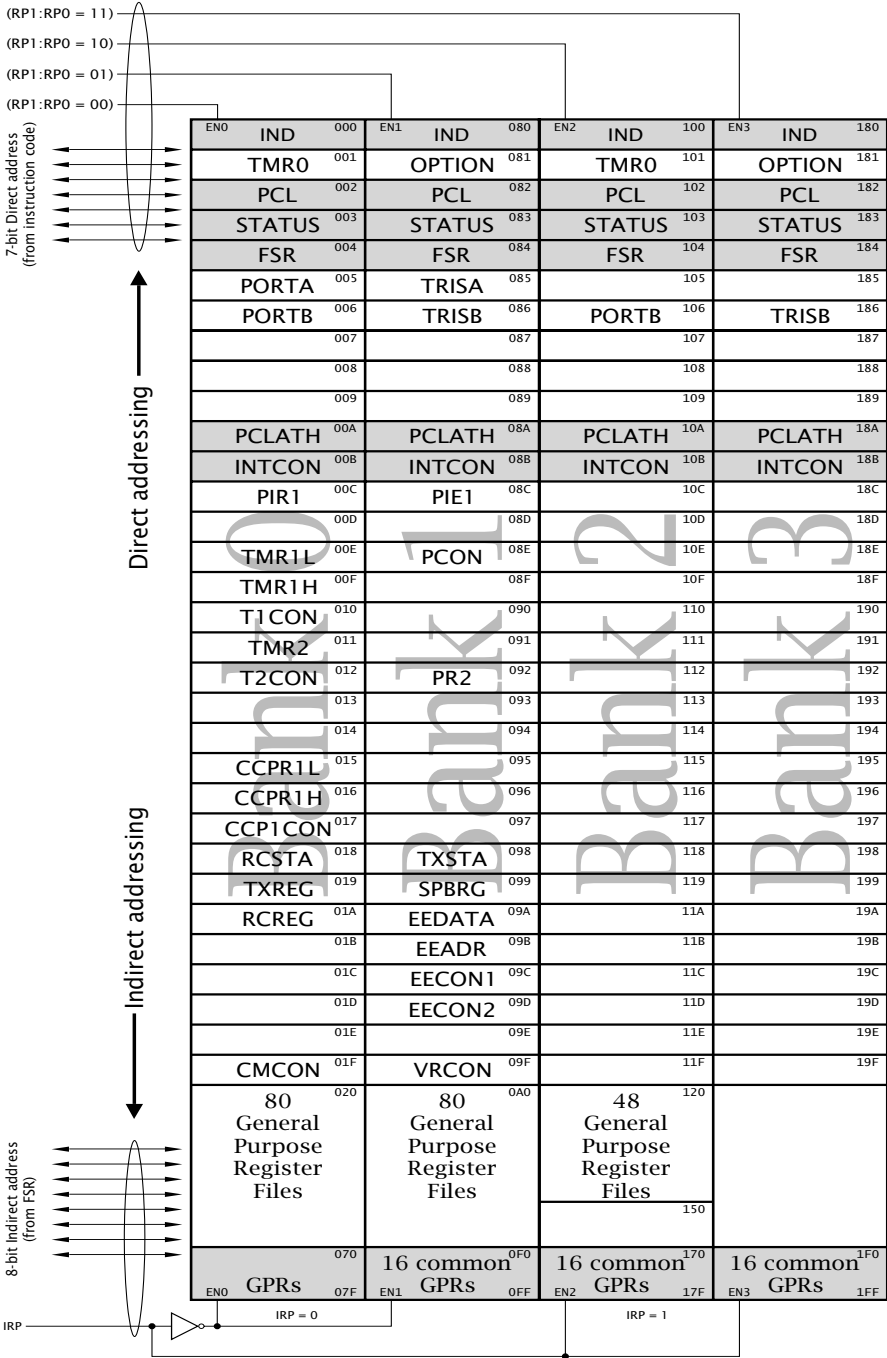 (RP1:RP0 = 11)
(RP1:RP0 = 10)
(RP1:RP0 = 01)
(RP1:RP0 = 00)
7-bit Direct address
(from instruction code)
Direct addressing
Indirect addressing
8-bit Indirect address
(from FSR)
EN0 IND 000 EN1 IND 080 EN2 IND 100 EN3 IND 180
TMR0 001 OPTION 081 TMR0 101 OPTION 181
PCL 002 PCL 082 PCL 102 PCL 182
STATUS 003 STATUS 083 STATUS 103 STATUS 183
FSR 004 FSR 084 FSR 104 FSR 184
PORTA 005 TRISA 085 105 185
PORTB 006 TRISB 086 PORTB 106 TRISB 186
007 087 107 187
008 088 108 188
009 089 109 189
PCLATH 00A PCLATH 08A PCLATH 10A PCLATH 18A
INTCON 00B INTCON 08B INTCON 10B INTCON 18B
PIR1 00C PIE1 08C 10C 18C
00D 08D 10D 18D
TMR1L 00E PCON 08E 10E 18E
TMR1H 00F 08F 10F 18F
T1CON 010 090 110 190
TMR2 011 091 111 191
T2CON 012 PR2 092 112 192
013 093 113 193
014 094 114 194
CCPR1L 015 095 115 195
CCPR1H 016 096 116 196
CCP1CON 017 097 117 197
RCSTA 018 TXSTA 098 118 198
TXREG 019 SPBRG 099 119 199
RCREG 01A EEDATA 09A 11A 19A
01B EEADR 09B 11B 19B
01C EECON1 09C 11C 19C
01D EECON2 09D 11D 19D
01E 09E 11E 19E
CMCON 01F VRCON 09F 11F 19F
Bank 0 Bank 1 Bank 2 Bank 3
80 020 80 0A0 48 120
General General General
Purpose Purpose Purpose
Register Register Register
Files Files Files
150
070 16 common 0F0 16 common 170 16 common 1F0
EN0 GPRs 07F EN1 GPRs 0FF EN2 GPRs 17F EN3 GPRs 1FF
IRP IRP = 0 IRP = 1